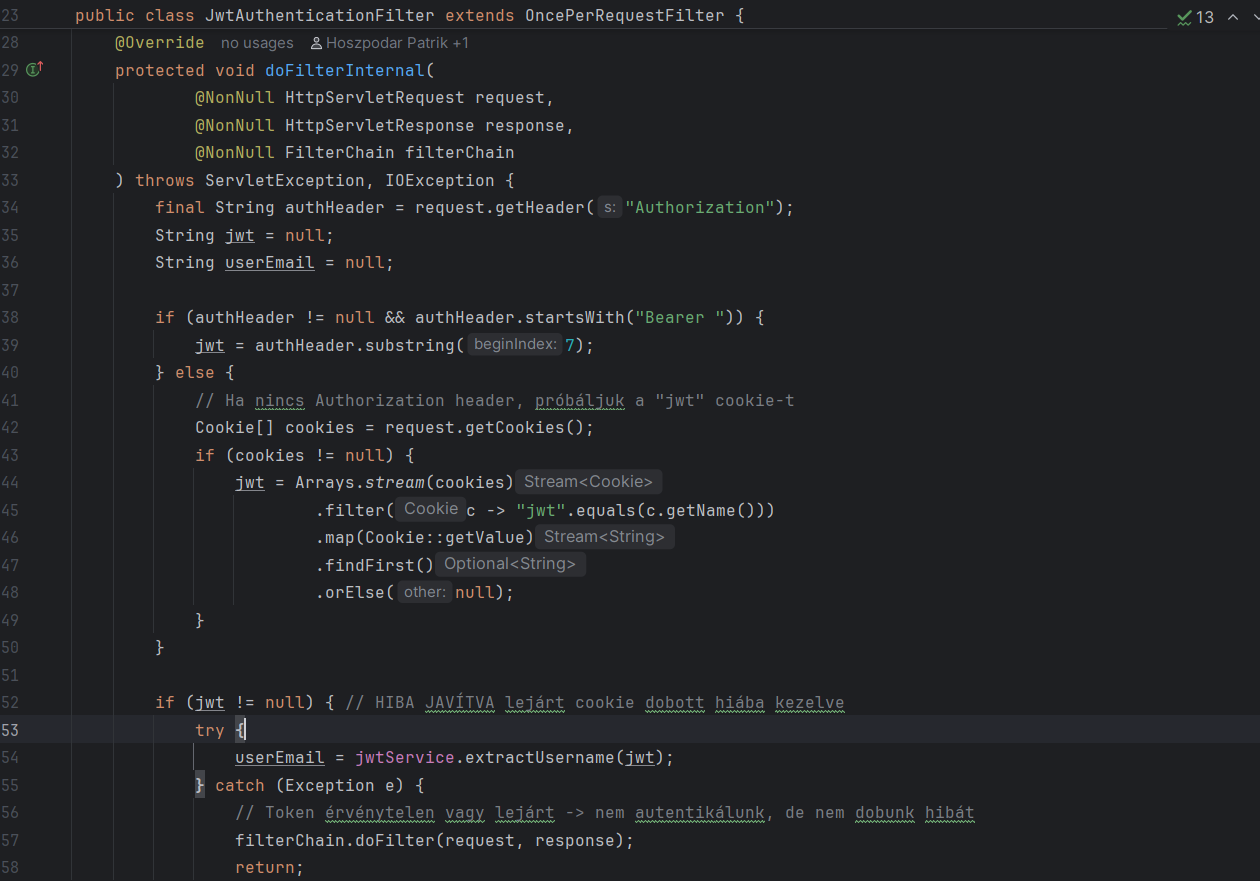 23 public class JwtAuthenticationFilter extends OncePerRequestFilter { 13
28 @Override no usages Hoszpodar Patrik +1
29 protected void doFilterInternal(
30 @NonNull HttpServletRequest request,
31 @NonNull HttpServletResponse response,
32 @NonNull FilterChain filterChain
33 ) throws ServletException, IOException {
34 final String authHeader = request.getHeader( s: "Authorization");
35 String jwt = null;
36 String userEmail = null;
37
38 if (authHeader != null && authHeader.startsWith("Bearer ")) {
39 jwt = authHeader.substring( beginIndex: 7);
40 } else {
41 // Ha nincs Authorization header, próbáljuk a "jwt" cookie-t
42 Cookie[] cookies = request.getCookies();
43 if (cookies != null) {
44 jwt = Arrays.stream(cookies) Stream<Cookie>
45 .filter( Cookie c -> "jwt".equals(c.getName()))
46 .map(Cookie::getValue) Stream<String>
47 .findFirst() Optional<String>
48 .orElse( other: null);
49 }
50 }
51
52 if (jwt != null) { // HIBA JAVÍTVA lejárt cookie dobott hiába kezelve
53 try {
54 userEmail = jwtService.extractUsername(jwt);
55 } catch (Exception e) {
56 // Token érvénytelen vagy lejárt -> nem autentikálunk, de nem dobunk hibát
57 filterChain.doFilter(request, response);
58 return;